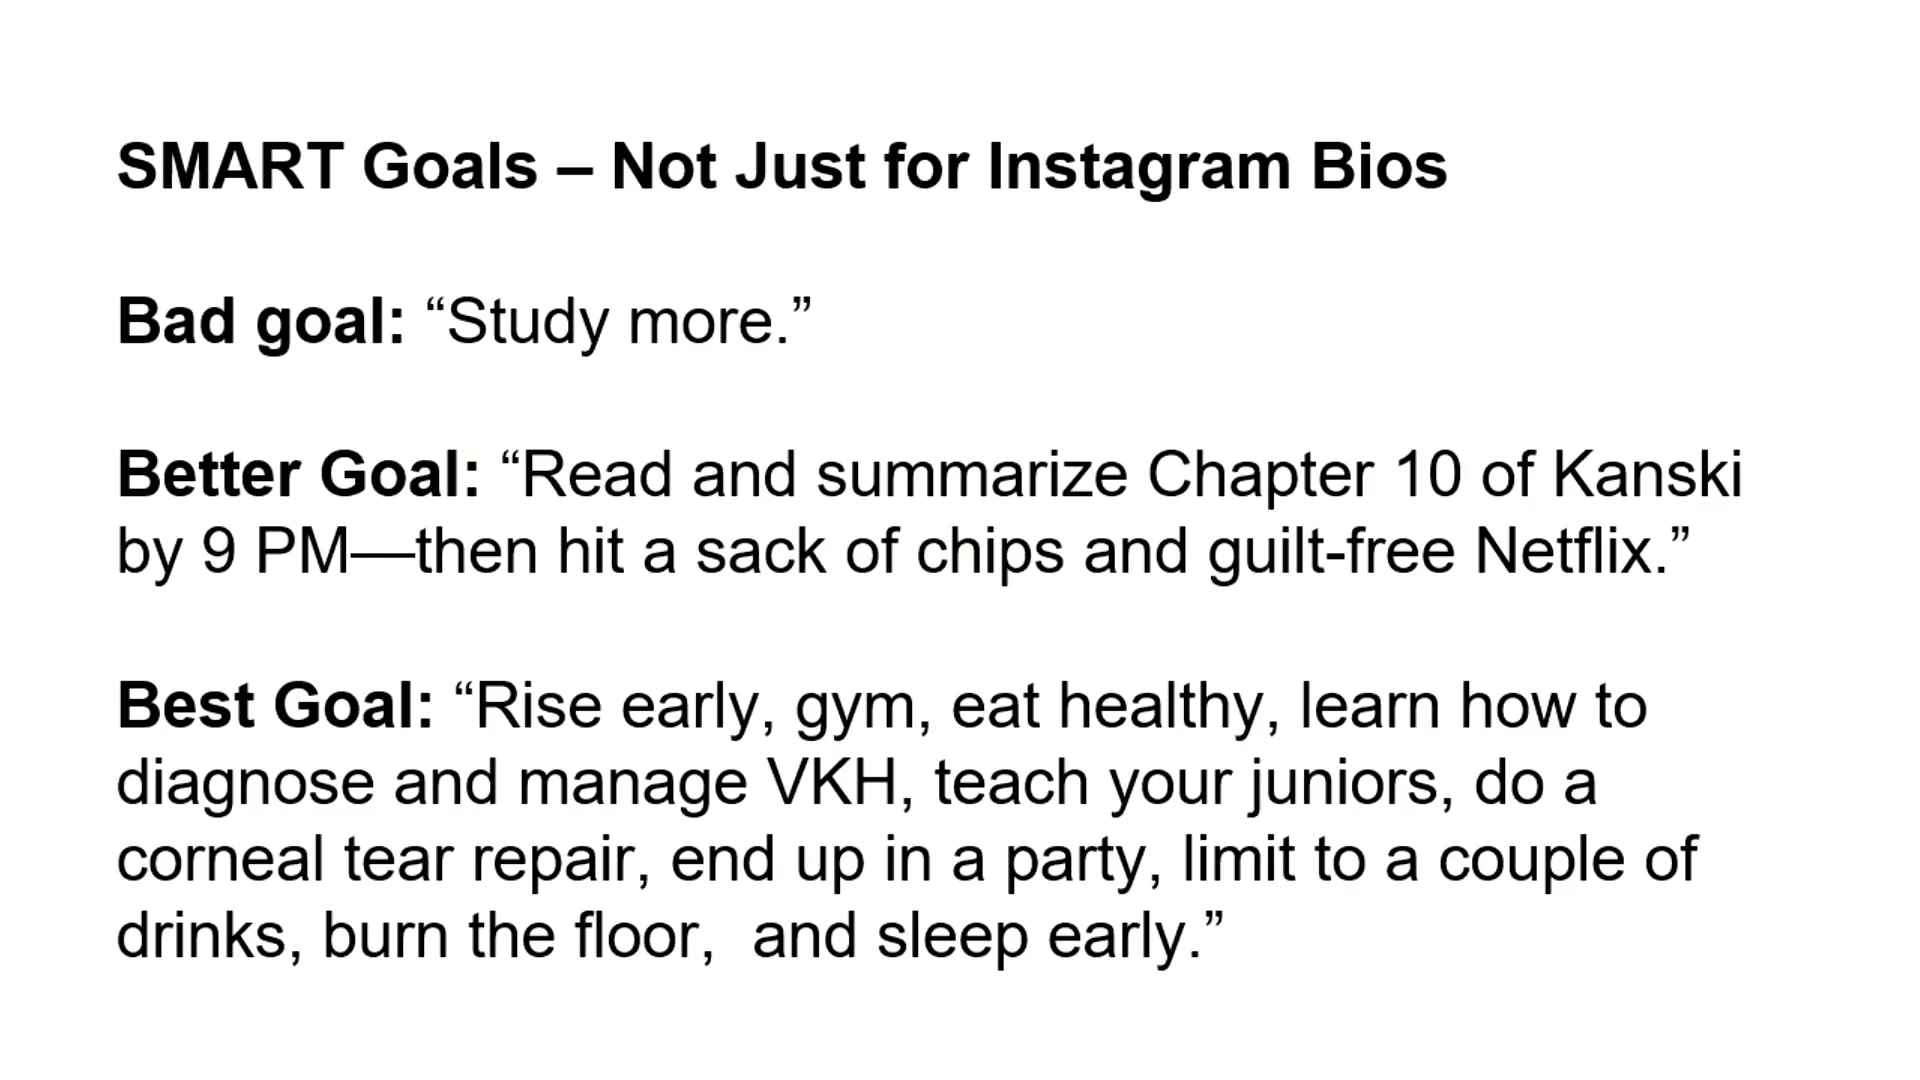 SMART Goals – Not Just for Instagram Bios
Bad goal: “Study more.”
Better Goal: “Read and summarize Chapter 10 of Kanski
by 9 PM—then hit a sack of chips and guilt-free Netflix.”
Best Goal: “Rise early, gym, eat healthy, learn how to
diagnose and manage VKH, teach your juniors, do a
corneal tear repair, end up in a party, limit to a couple of
drinks, burn the floor,  and sleep early.”